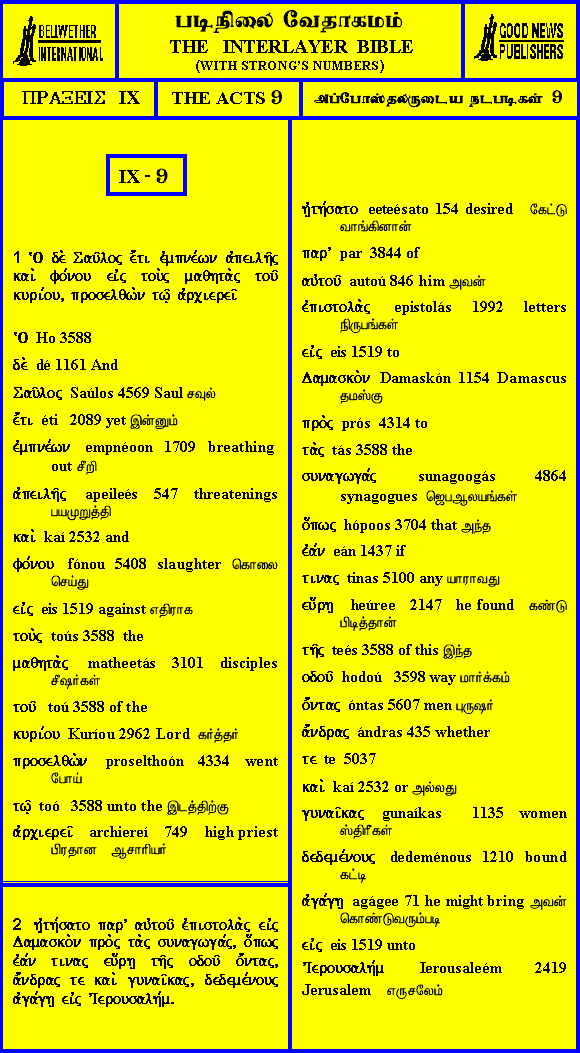 BELLWETHER
INTERNATIONAL
படிநிலை வேதாகமம்
THE INTERLAYER BIBLE
(WITH STRONG'S NUMBERS)
GOOD NEWS
PUBLISHERS
ΠΡΑΞΕΙΣ IX
THE ACTS 9
அப்போஸ்தலருடைய நடபடிகள் 9
IX - 9
1 Ὁ δὲ Σαῦλος ἔτι ἐμπνέων ἀπειλῆς
καὶ φόνου εἰς τοὺς μαθητὰς τοῦ
κυρίου, προσελθὼν τῷ ἀρχιερεῖ
Ὁ Ho 3588
δὲ dé 1161 And
Σαῦλος Saúlos 4569 Saul சவுல்
ἔτι éti 2089 yet இன்னும்
ἐμπνέων empnéoon 1709 breathing
out சீறி
ἀπειλῆς apeileés 547 threatenings
பயமுறுத்தி
καὶ kaí 2532 and
φόνου fónou 5408 slaughter கொலை
செய்து
εἰς eis 1519 against எதிராக
τοὺς toús 3588 the
μαθητὰς matheetás 3101 disciples
சீஷர்கள்
τοῦ toú 3588 of the
κυρίου Kuríou 2962 Lord கர்த்தர்
προσελθὼν proselthoón 4334 went
போய்
τῷ toó 3588 unto the இடத்திற்கு
ἀρχιερεῖ archiereí 749 high priest
பிரதான ஆசாரியர்
2 ᾐτήσατο παρ’ αὐτοῦ ἐπιστολὰς εἰς
Δαμασκὸν πρὸς τὰς συναγωγάς, ὅπως
ἐάν τινας εὕρῃ τῆς ὁδοῦ ὄντας,
ἄνδρας τε καὶ γυναῖκας, δεδεμένους
ἀγάγῃ εἰς Ἰερουσαλήμ.
ᾐτήσατο eeteésato 154 desired கேட்டு
வாங்கினான்
παρ’ par 3844 of
αὐτοῦ autoú 846 him அவன்
ἐπιστολὰς epistolás 1992 letters
நிருபங்கள்
εἰς eis 1519 to
Δαμασκὸν Damaskón 1154 Damascus
தமஸ்கு
πρὸς prós 4314 to
τὰς tás 3588 the
συναγωγάς sunagoogás 4864
synagogues ஜெபஆலயங்கள்
ὅπως hópoos 3704 that அந்த
ἐάν eán 1437 if
τινας tinas 5100 any யாராவது
εὕρῃ heúree 2147 he found கண்டு
பிடித்தான்
τῆς teés 3588 of this இந்த
οδοῦ hodoú 3598 way மார்க்கம்
ὄντας óntas 5607 men புருஷர்
ἄνδρας ándras 435 whether
τε te 5037
καὶ kaí 2532 or அல்லது
γυναῖκας gunaíkas 1135 women
ஸ்திரீகள்
δεδεμένους dedeménous 1210 bound
கட்டி
ἀγάγῃ agágee 71 he might bring அவன்
கொண்டுவரும்படி
εἰς eis 1519 unto
Ἰερουσαλήμ Ierousaleém 2419
Jerusalem எருசலேம்